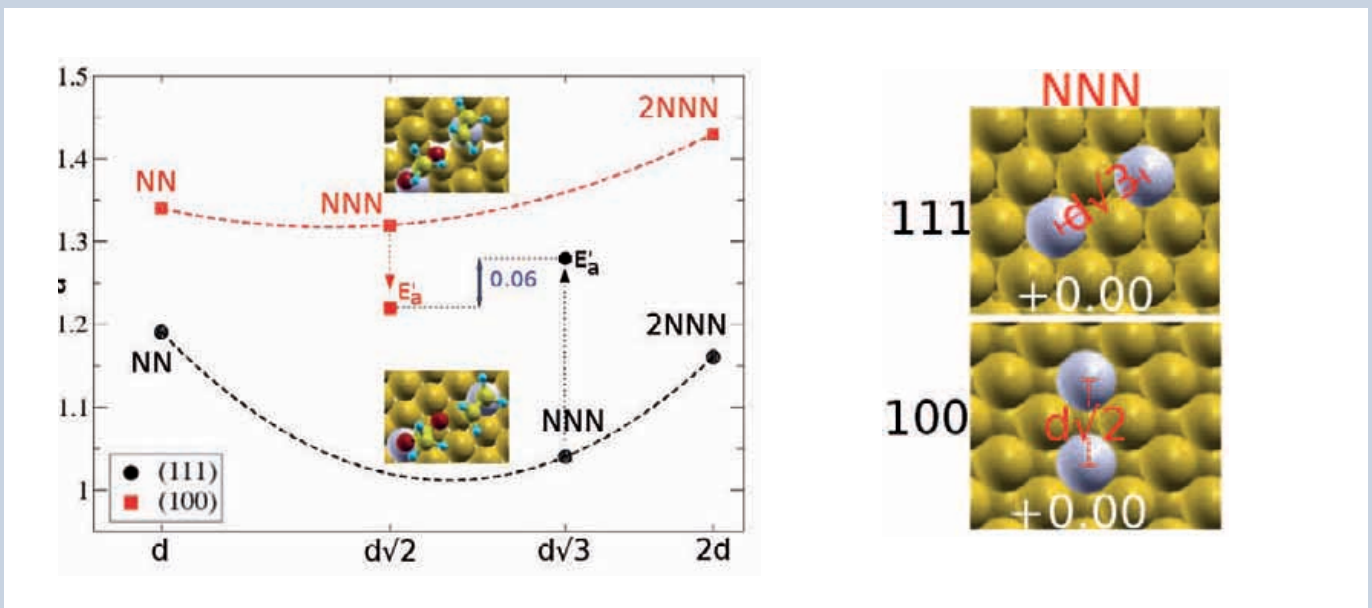 1.5
1.4
1.3
1.2
1.1
1
NN
NNN
2NNN
E'a
0.06
E'a
NN
NNN
2NNN
(111)
(100)
d
d√2
d√3
2d
NNN
111
d√3
+0.00
100
d√2
+0.00